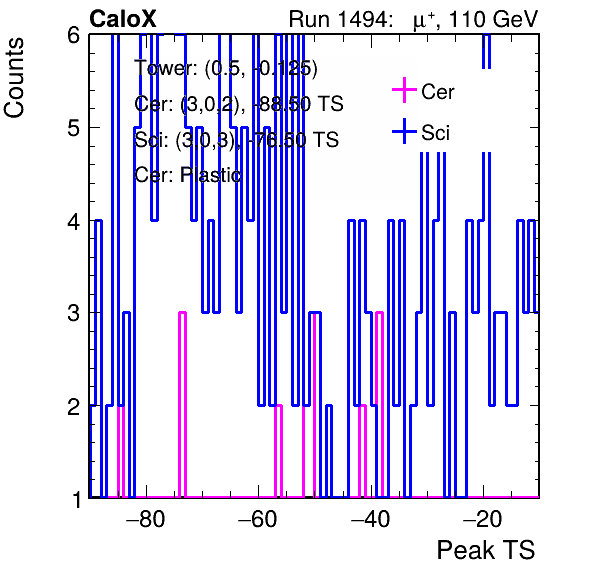 CaloX Run 1494: μ⁺, 110 GeV
Counts
Tower: (0.5, -0.125)
Cer: (3,0,2), -88.50 TS
Sci: (3,0,3), -76.50 TS
Cer: Plastic
Cer
Sci
6
5
4
3
2
1
−80 −60 −40 −20
Peak TS